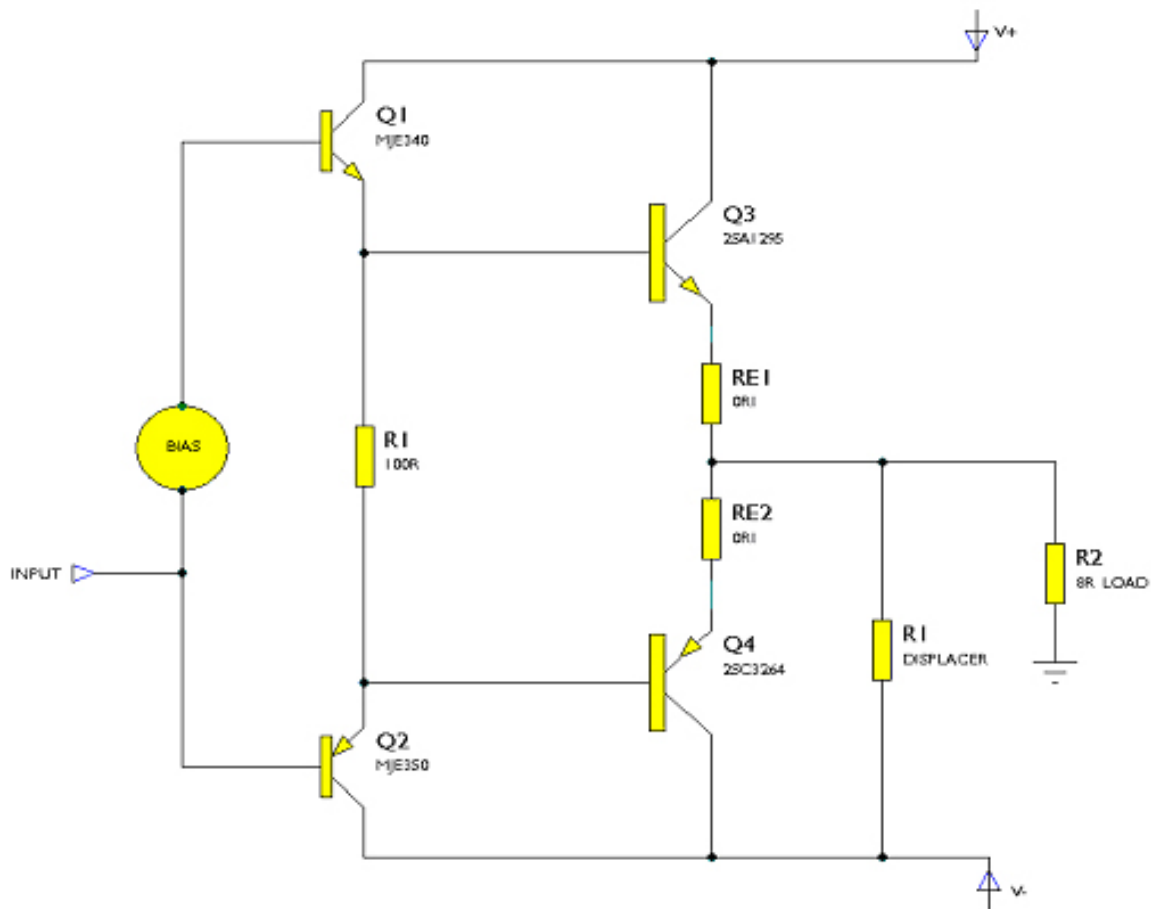 V+
Q1
MJE340
Q3
2SA1295
RE1
0R1
BIAS
R1
100R
RE2
0R1
INPUT
R2
8R LOAD
Q4
2SC3264
R1
DISPLACER
Q2
MJE350
V-